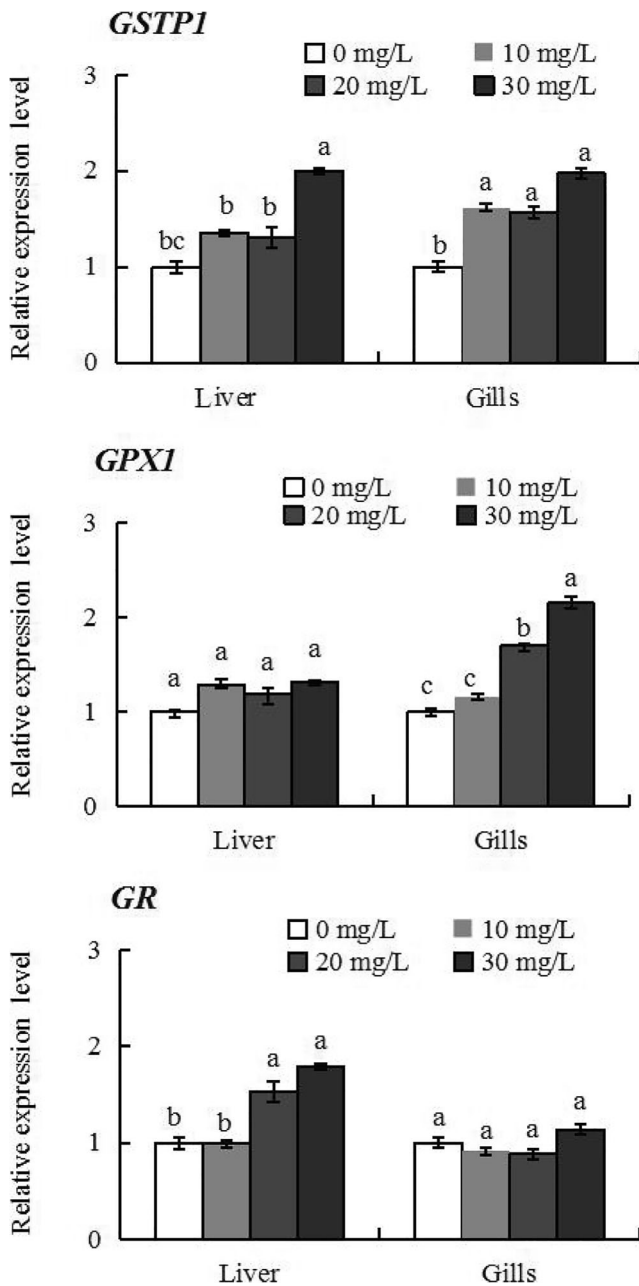 GSTP1
0 mg/L 10 mg/L
20 mg/L 30 mg/L
Relative expression level
3
2
1
0
bc b b a
b a a a
Liver Gills
GPX1
0 mg/L 10 mg/L
20 mg/L 30 mg/L
Relative expression level
3
2
1
0
a a a a
c c b a
Liver Gills
GR
0 mg/L 10 mg/L
20 mg/L 30 mg/L
Relative expression level
3
2
1
0
b b a a
a a a a
Liver Gills